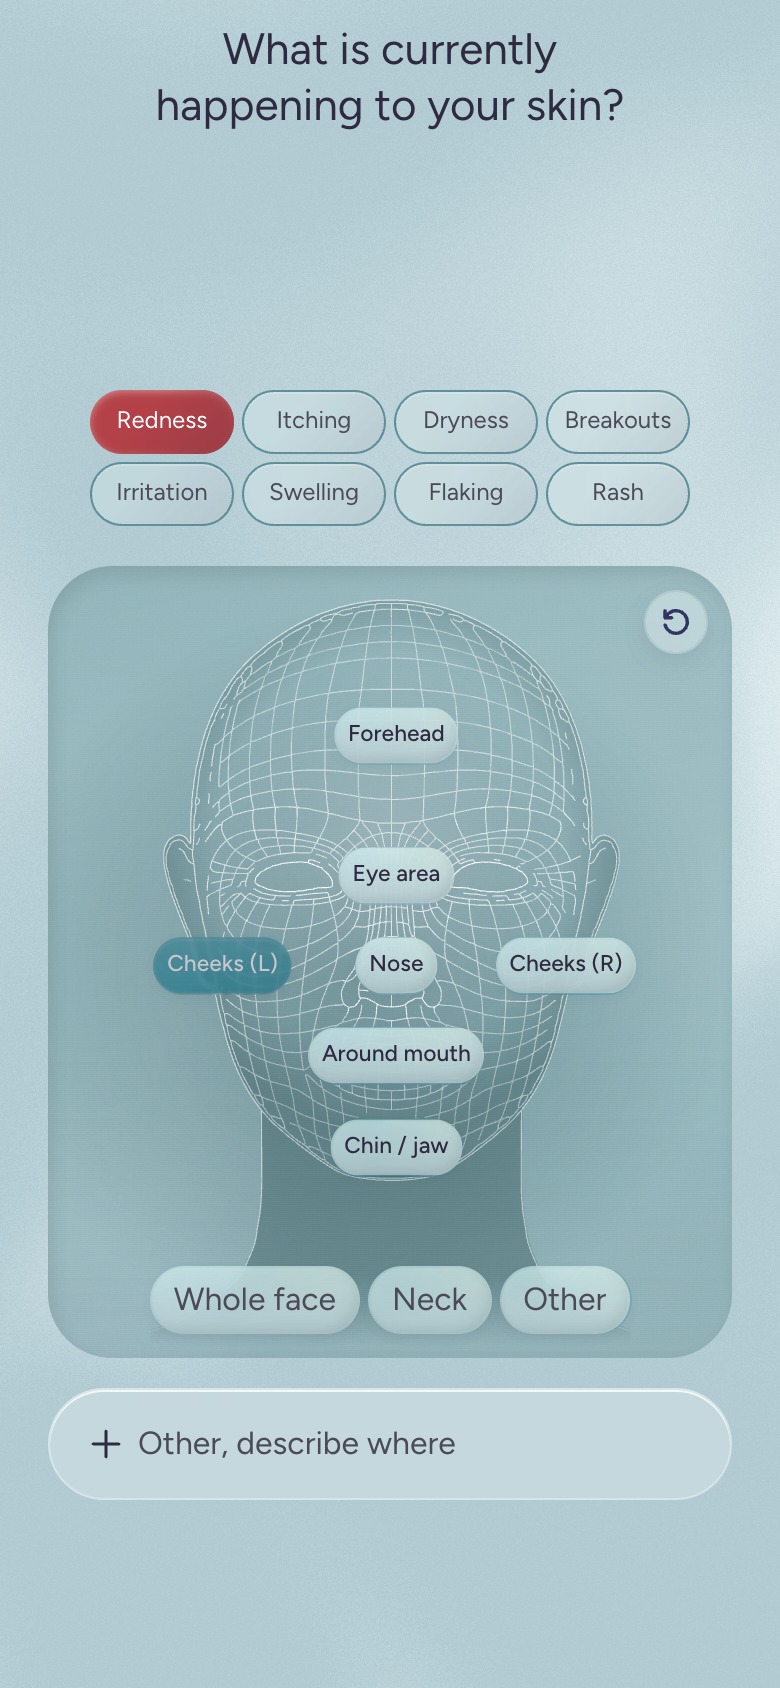 What is currently
happening to your skin?
Redness Itching Dryness Breakouts
Irritation Swelling Flaking Rash
Forehead
Eye area
Cheeks (L) Nose Cheeks (R)
Around mouth
Chin / jaw
Whole face Neck Other
Other, describe where